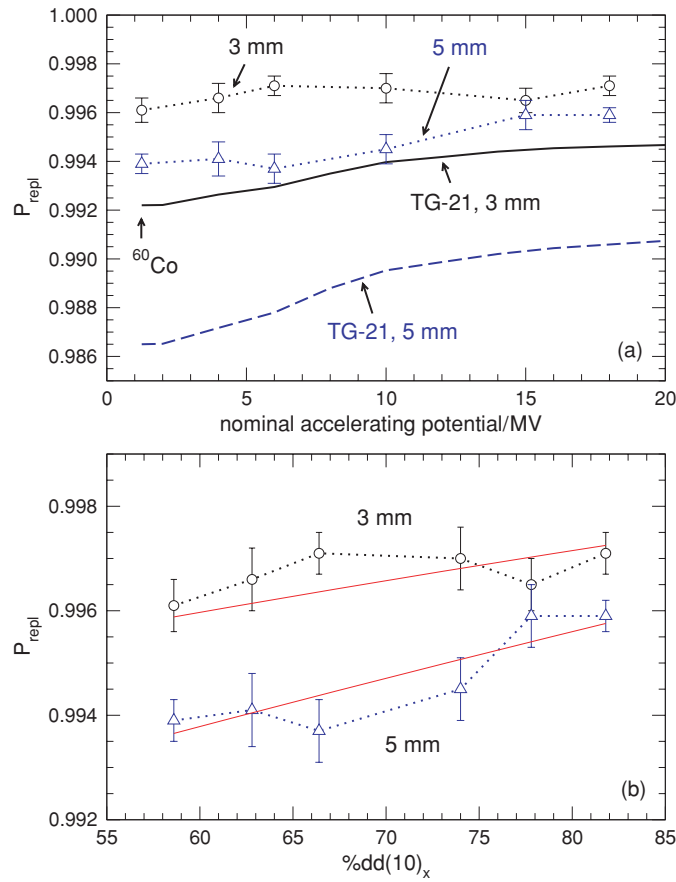 1.000
0.998
0.996
0.994
0.992
0.990
0.988
0.986
P_repl
3 mm
5 mm
TG-21, 3 mm
⁶⁰Co
TG-21, 5 mm
(a)
0 5 10 15 20
nominal accelerating potential/MV
0.998
0.996
0.994
0.992
P_repl
3 mm
5 mm
(b)
55 60 65 70 75 80 85
%dd(10)ₓ